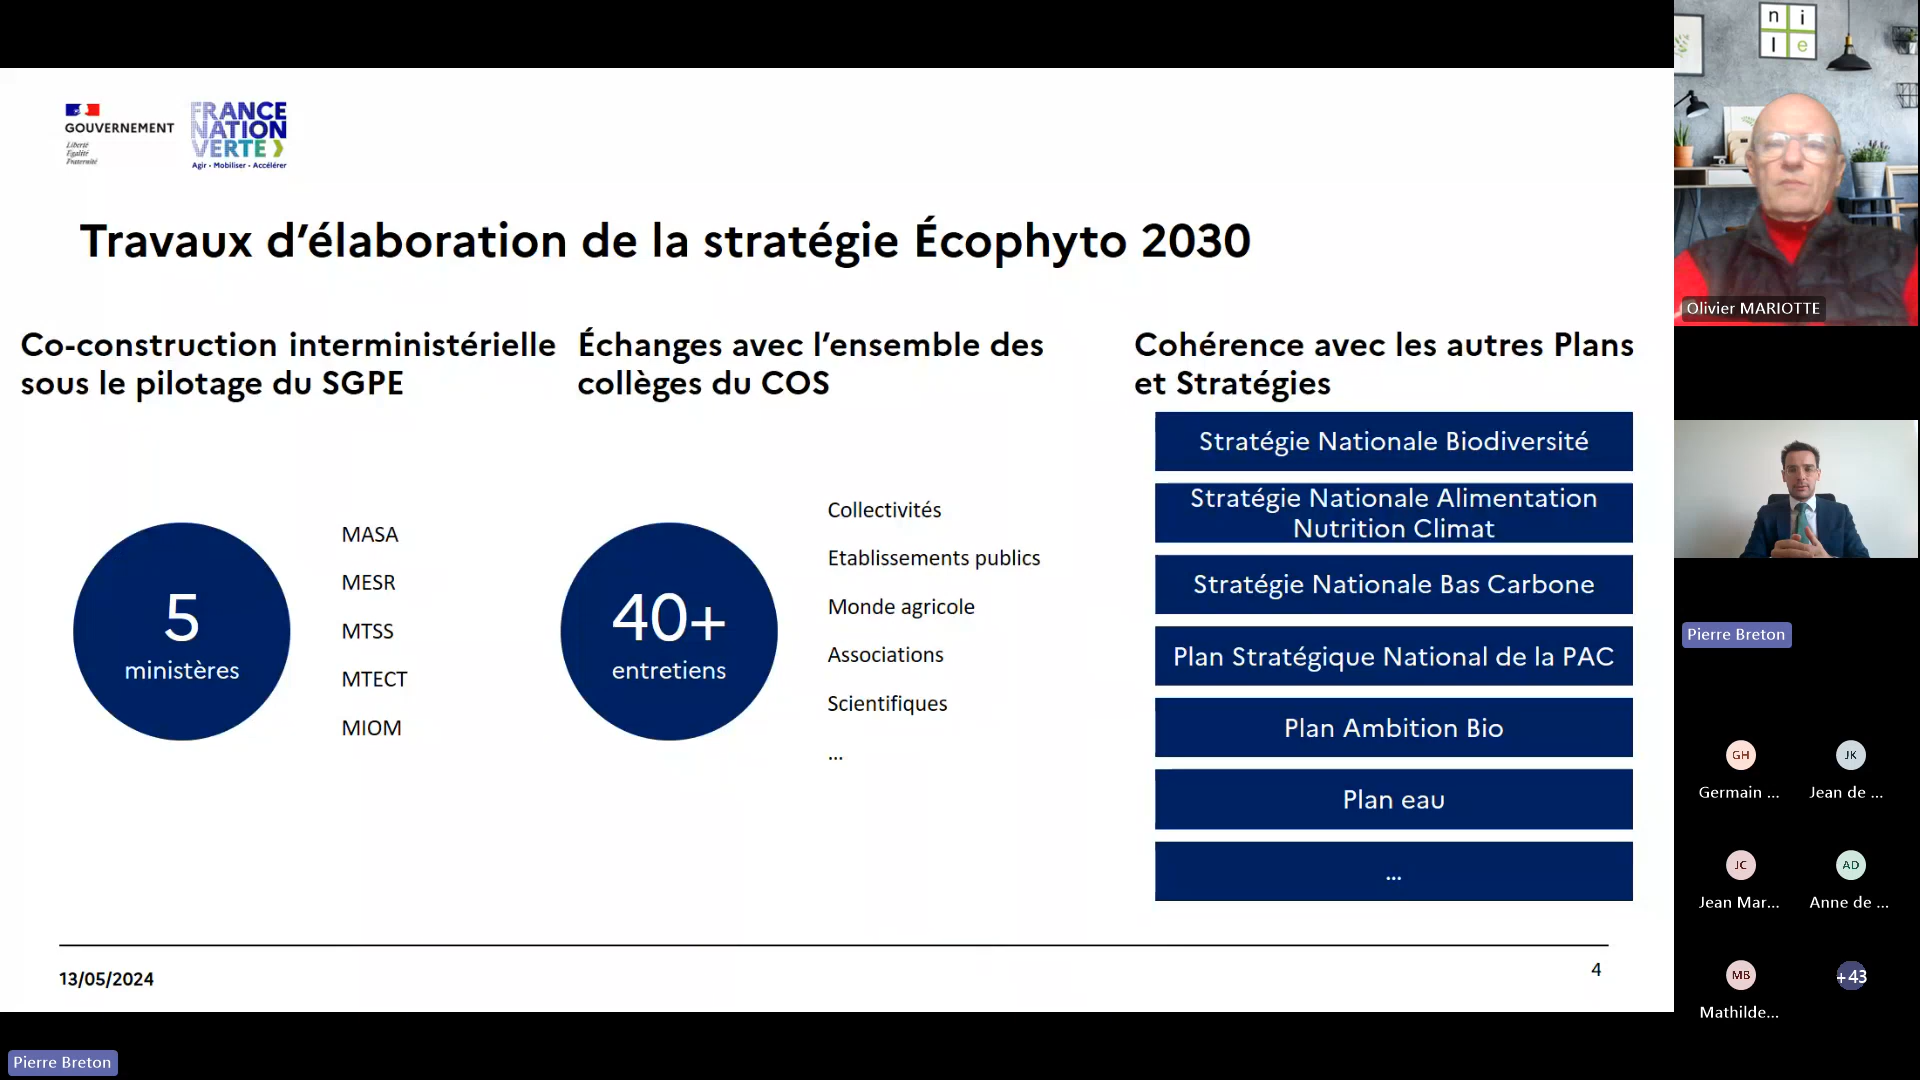 GOUVERNEMENT
Liberté
Égalité
Fraternité
FRANCE
NATION
VERTE
Agir • Mobiliser • Accélérer
Travaux d’élaboration de la stratégie Écophyto 2030
Co-construction interministérielle
sous le pilotage du SGPE
5
ministères
MASA
MESR
MTSS
MTECT
MIOM
Échanges avec l’ensemble des
collèges du COS
40+
entretiens
Collectivités
Etablissements publics
Monde agricole
Associations
Scientifiques
...
Cohérence avec les autres Plans
et Stratégies
Stratégie Nationale Biodiversité
Stratégie Nationale Alimentation
Nutrition Climat
Stratégie Nationale Bas Carbone
Plan Stratégique National de la PAC
Plan Ambition Bio
Plan eau
...
13/05/2024
4
Pierre Breton
n i
l e
Olivier MARIOTTE
Pierre Breton
GH
Germain ...
JK
Jean de ...
JC
Jean Mar...
AD
Anne de ...
MB
Mathilde...
+43